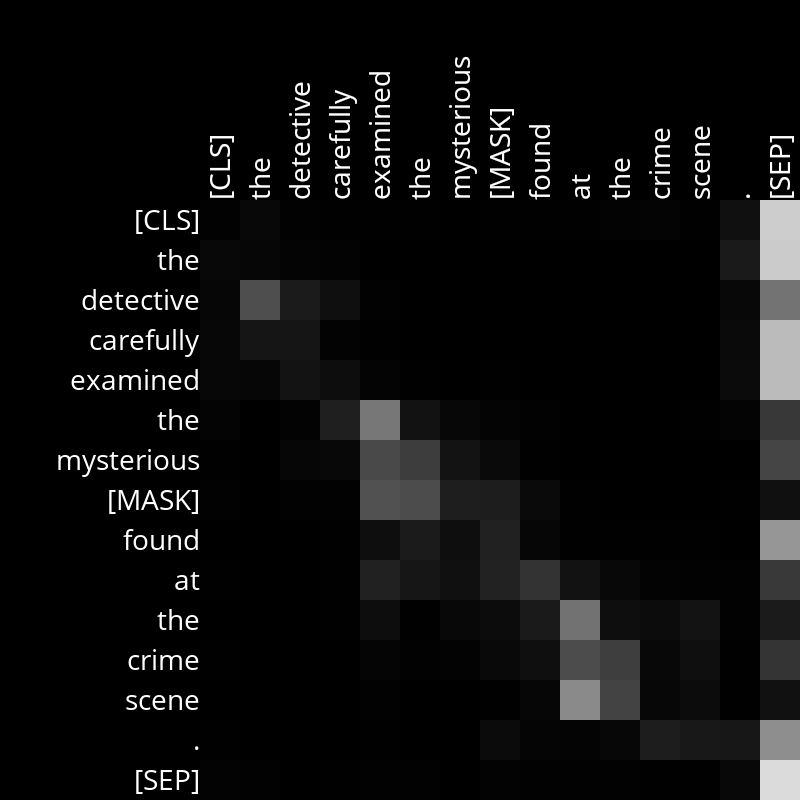 [CLS]
the
detective
carefully
examined
the
mysterious
[MASK]
found
at
the
crime
scene
.
[SEP]
[CLS]
the
detective
carefully
examined
the
mysterious
[MASK]
found
at
the
crime
scene
.
[SEP]